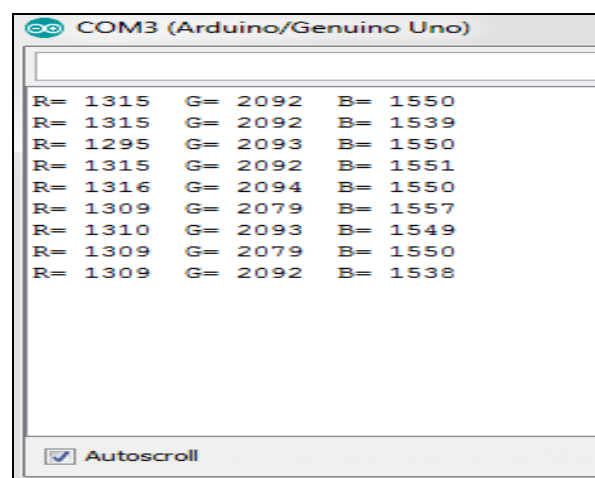 COM3 (Arduino/Genuino Uno)
R= 1315 G= 2092 B= 1550
R= 1315 G= 2092 B= 1539
R= 1295 G= 2093 B= 1550
R= 1315 G= 2092 B= 1551
R= 1316 G= 2094 B= 1550
R= 1309 G= 2079 B= 1557
R= 1310 G= 2093 B= 1549
R= 1309 G= 2079 B= 1550
R= 1309 G= 2092 B= 1538
Autoscroll